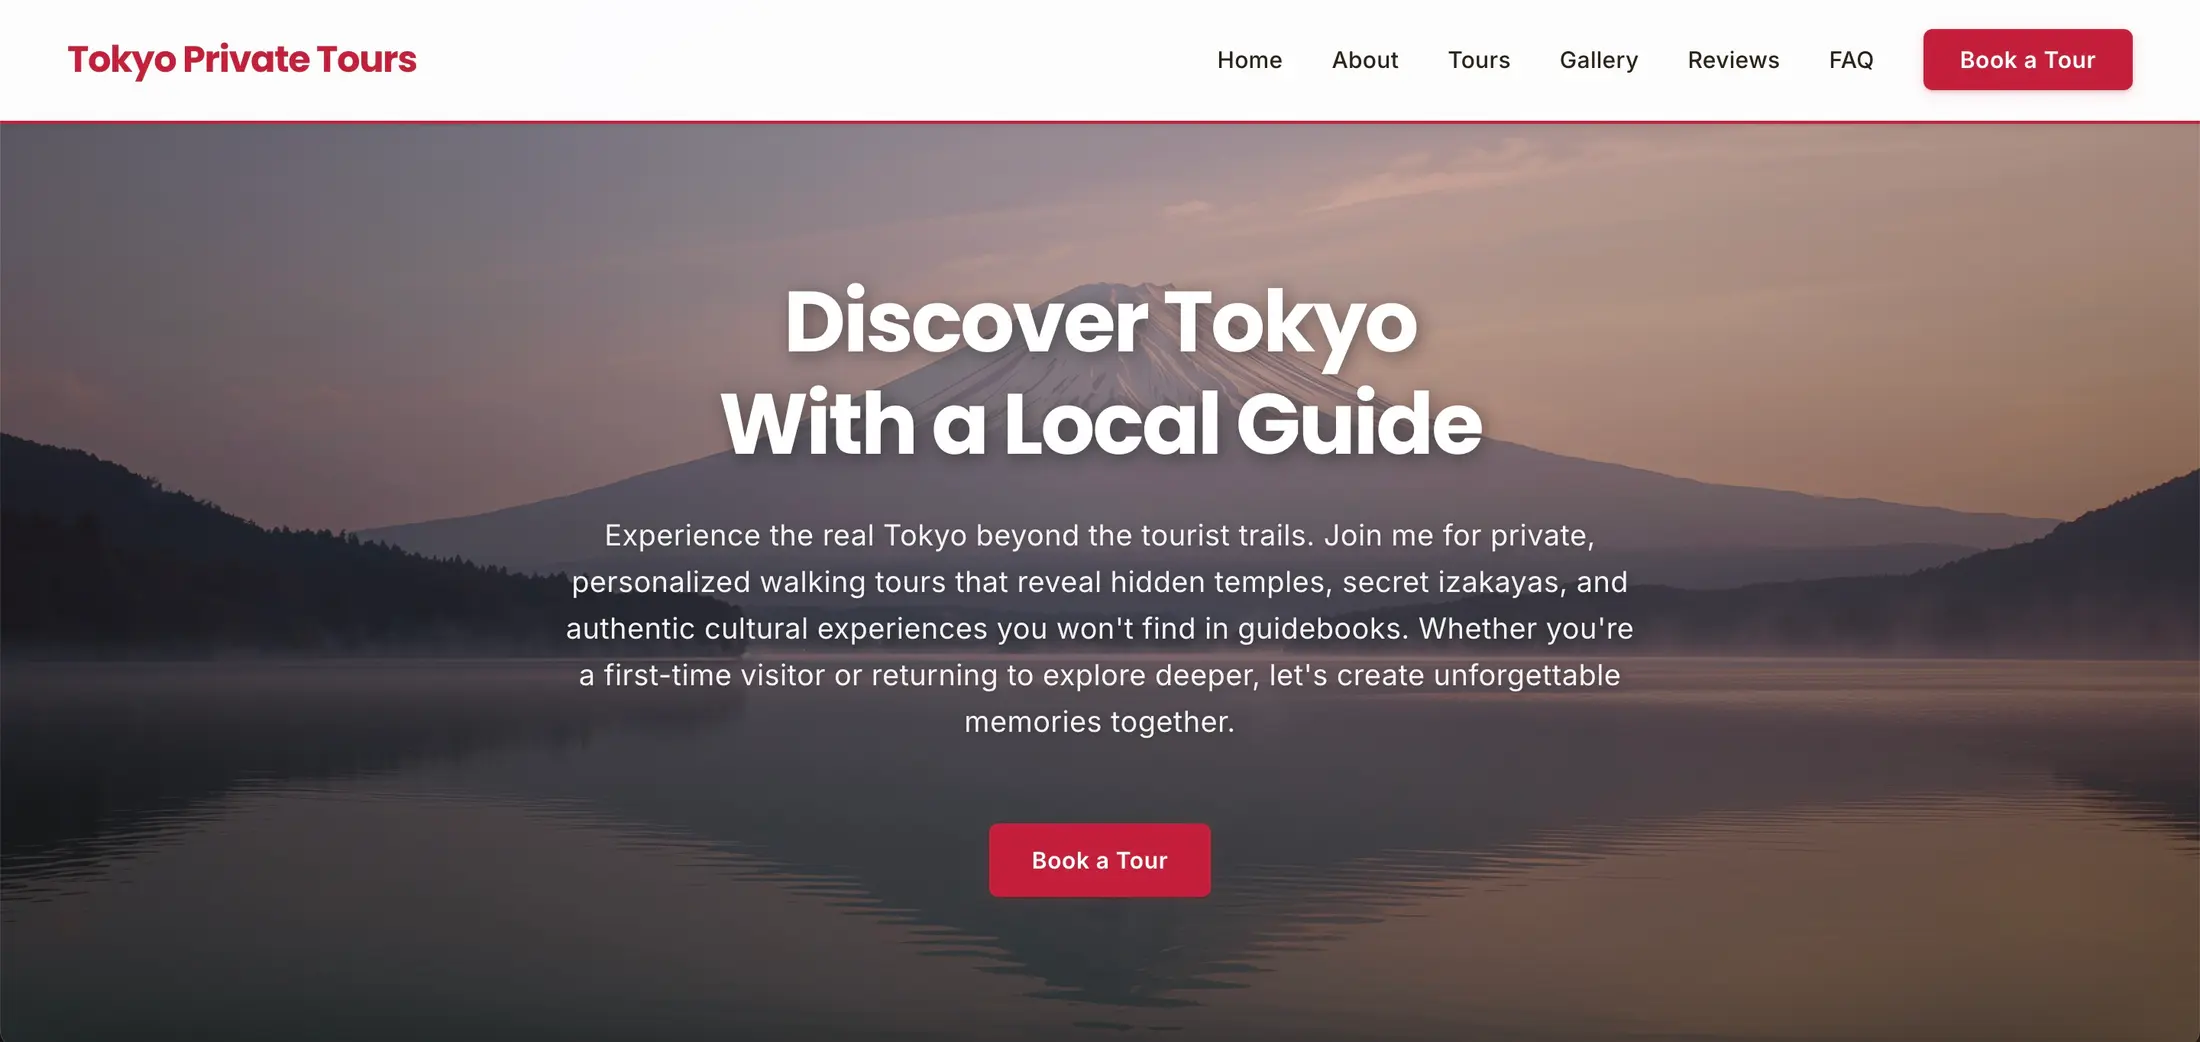 Tokyo Private Tours
Home
About
Tours
Gallery
Reviews
FAQ
Book a Tour
Discover Tokyo
With a Local Guide
Experience the real Tokyo beyond the tourist trails. Join me for private,
personalized walking tours that reveal hidden temples, secret izakayas, and
authentic cultural experiences you won't find in guidebooks. Whether you're
a first-time visitor or returning to explore deeper, let's create unforgettable
memories together.
Book a Tour